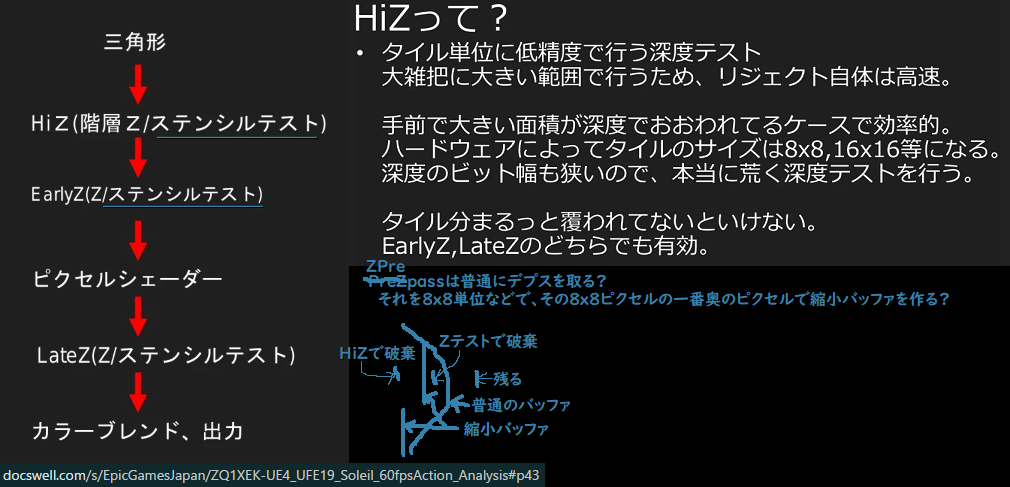 三角形
HiZ(階層Z/ステンシルテスト)
EarlyZ(Z/ステンシルテスト)
ピクセルシェーダー
LateZ(Z/ステンシルテスト)
カラーブレンド、出力
HiZって？
• タイル単位に低精度で行う深度テスト
大雑把に大きい範囲で行うため、リジェクト自体は高速。
手前で大きい面積が深度でおおわれてるケースで効率的。
ハードウェアによってタイルのサイズは8x8,16x16等になる。
深度のビット幅も狭いので、本当に荒く深度テストを行う。
タイル分まるっと覆われてないといけない。
EarlyZ,LateZのどちらでも有効。
ZPre
PreZpassは普通にデプスを取る?
それを8x8単位などで、その8x8ピクセルの一番奥のピクセルで縮小バッファを作る?
Zテストで破棄
HiZで破棄
残る
普通のバッファ
縮小バッファ
docswell.com/s/EpicGamesJapan/ZQ1XEK-UE4_UFE19_Soleil_60fpsAction_Analysis#p43